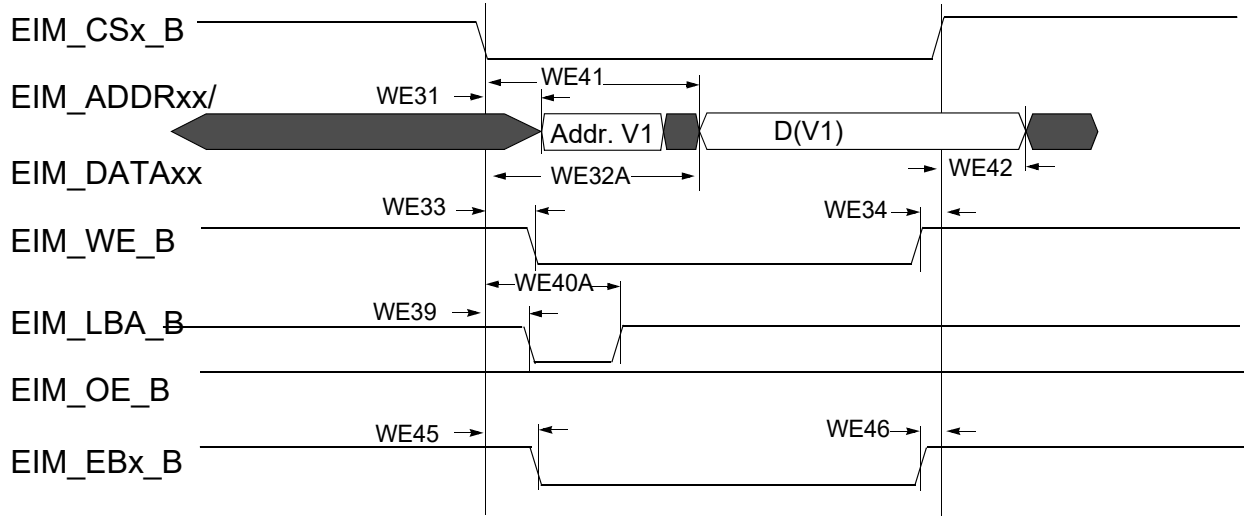 EIM_CSx_B
WE41
EIM_ADDRxx/
WE31
Addr. V1
D(V1)
EIM_DATAxx
WE32A
WE42
WE33
WE34
EIM_WE_B
WE40A
WE39
EIM_LBA_B
EIM_OE_B
WE45
WE46
EIM_EBx_B